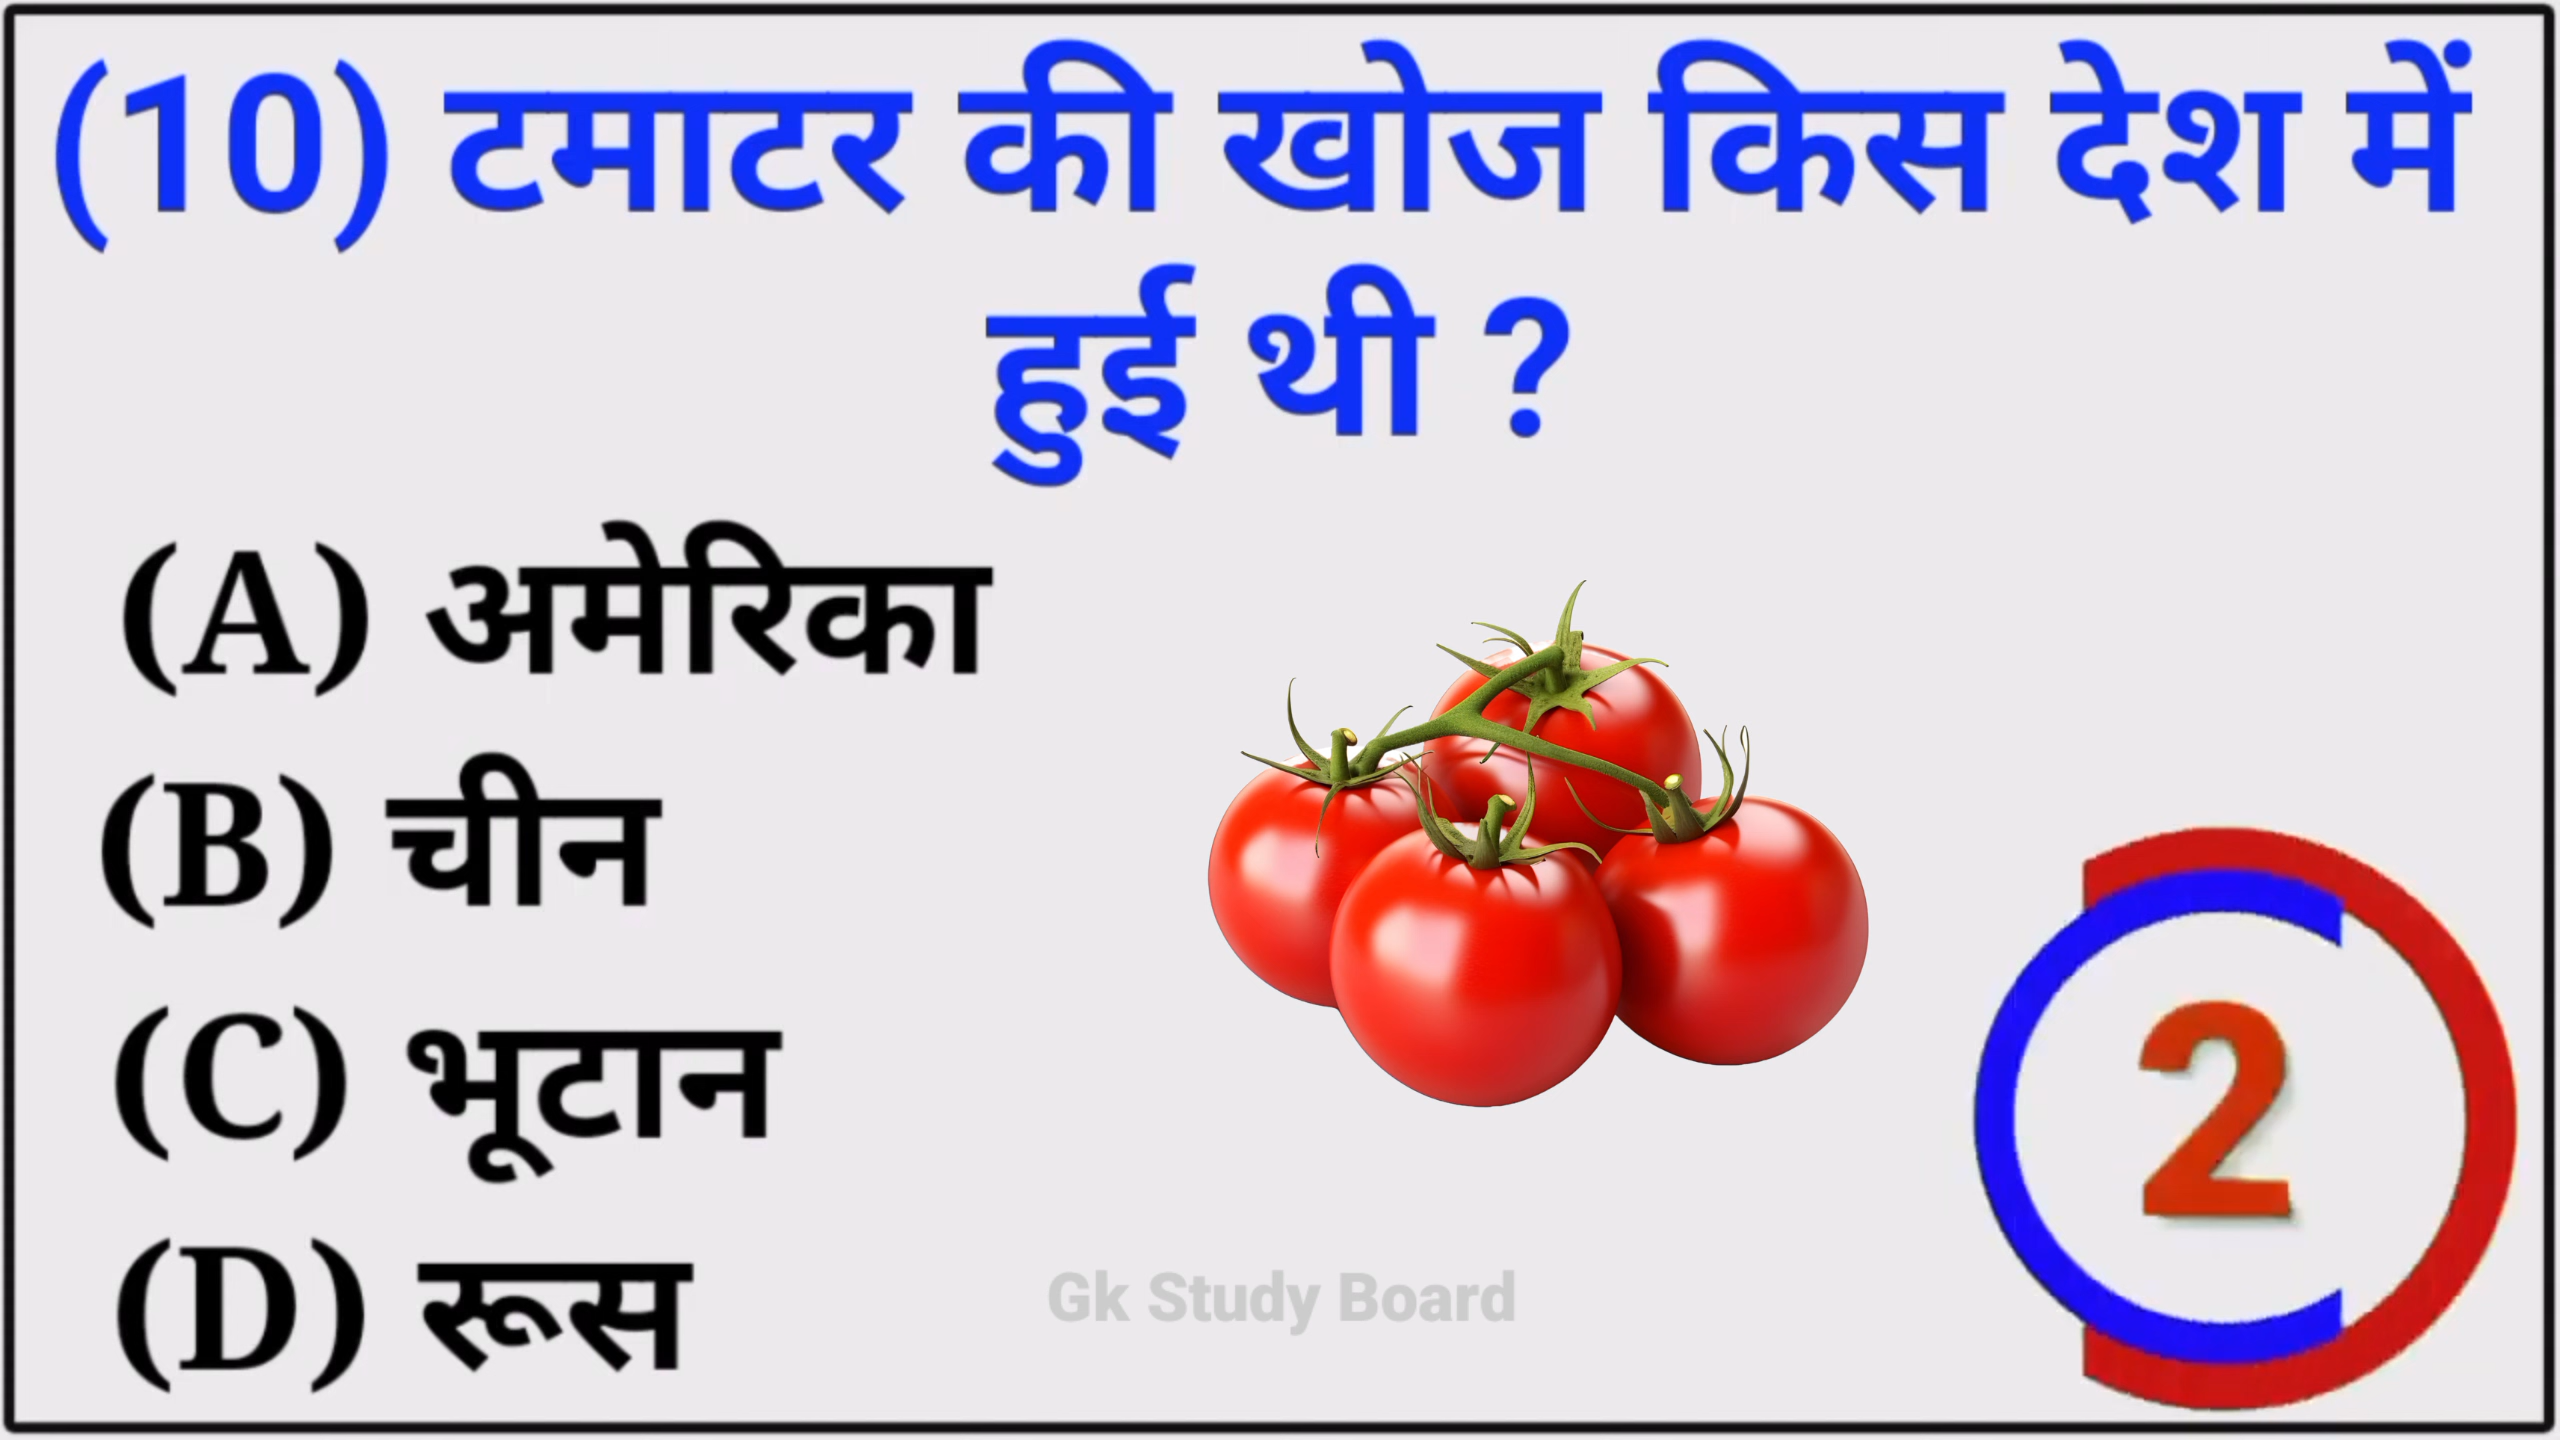 (10) टमाटर की खोज किस देश में
हुई थी ?
(A) अमेरिका
(B) चीन
(C) भूटान
(D) रूस
2
Gk Study Board